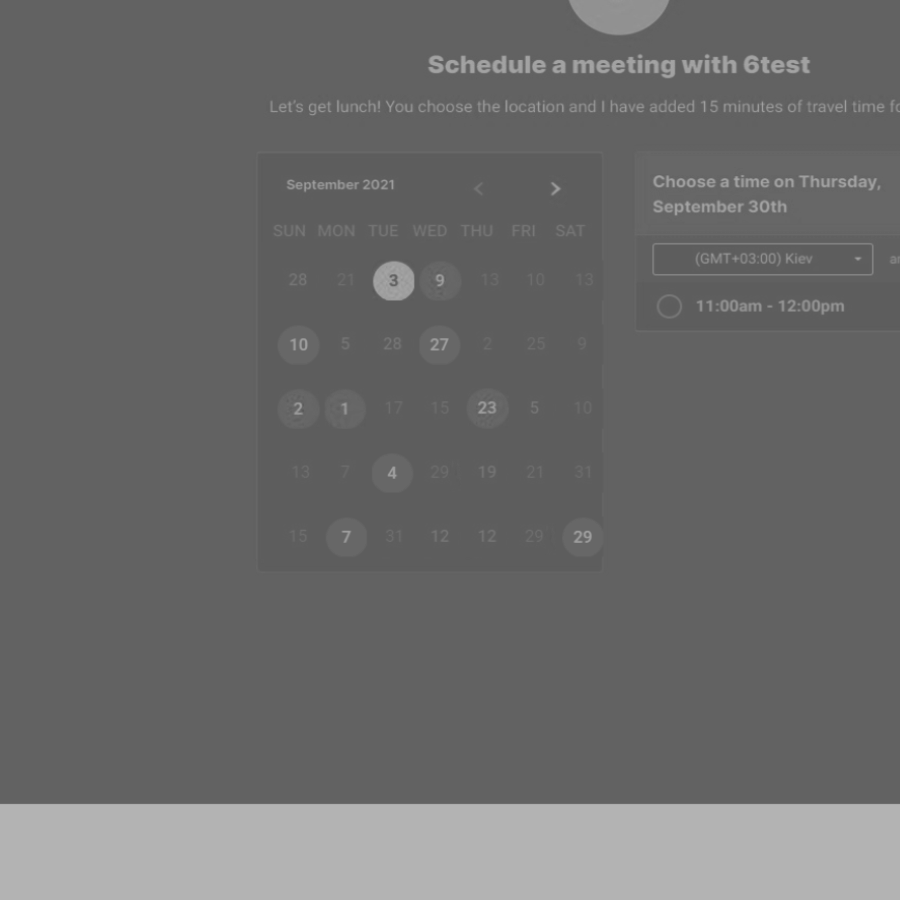 Schedule a meeting with 6test
Let's get lunch! You choose the location and I have added 15 minutes of travel time
September 2021
SUN MON TUE WED THU FRI SAT
28 21 3 9 13 10 13
10 5 28 27 2 25 9
2 1 17 15 23 5 10
13 7 4 29 19 21 31
15 7 31 12 12 29 29
Choose a time on Thursday,
September 30th
(GMT+03:00) Kiev
11:00am - 12:00pm